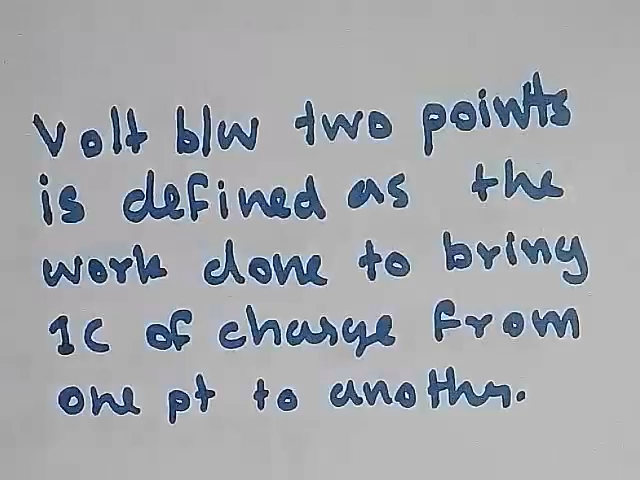 Volt b/w two points
is defined as the
work done to bring
1C of charge from
one pt to another.